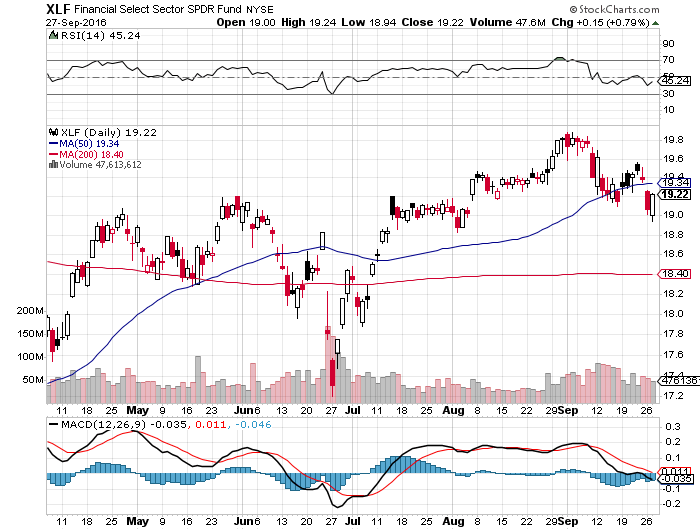 XLF Financial Select Sector SPDR Fund NYSE
© StockCharts.com
27-Sep-2016
Open 19.00 High 19.24 Low 18.94 Close 19.22 Volume 47.6M Chg +0.15 (+0.79%)
RSI(14) 45.24
90
70
50
45.24
30
10
XLF (Daily) 19.22
MA(50) 19.34
MA(200) 18.40
Volume 47,613,612
19.8
19.6
19.4
19.34
19.22
19.0
18.8
18.6
18.40
18.2
18.0
17.8
17.6
17.4
17.2
200M
150M
100M
50M
476136
11 18 25 May 9 16 23 Jun 6 13 20 27 Jul 11 18 25 Aug 8 15 22 29 Sep 12 19 26
MACD(12,26,9) -0.035, 0.011, -0.046
0.3
0.2
0.1
0.011
-0.035
-0.1
-0.2
11 18 25 May 9 16 23 Jun 6 13 20 27 Jul 11 18 25 Aug 8 15 22 29 Sep 12 19 26